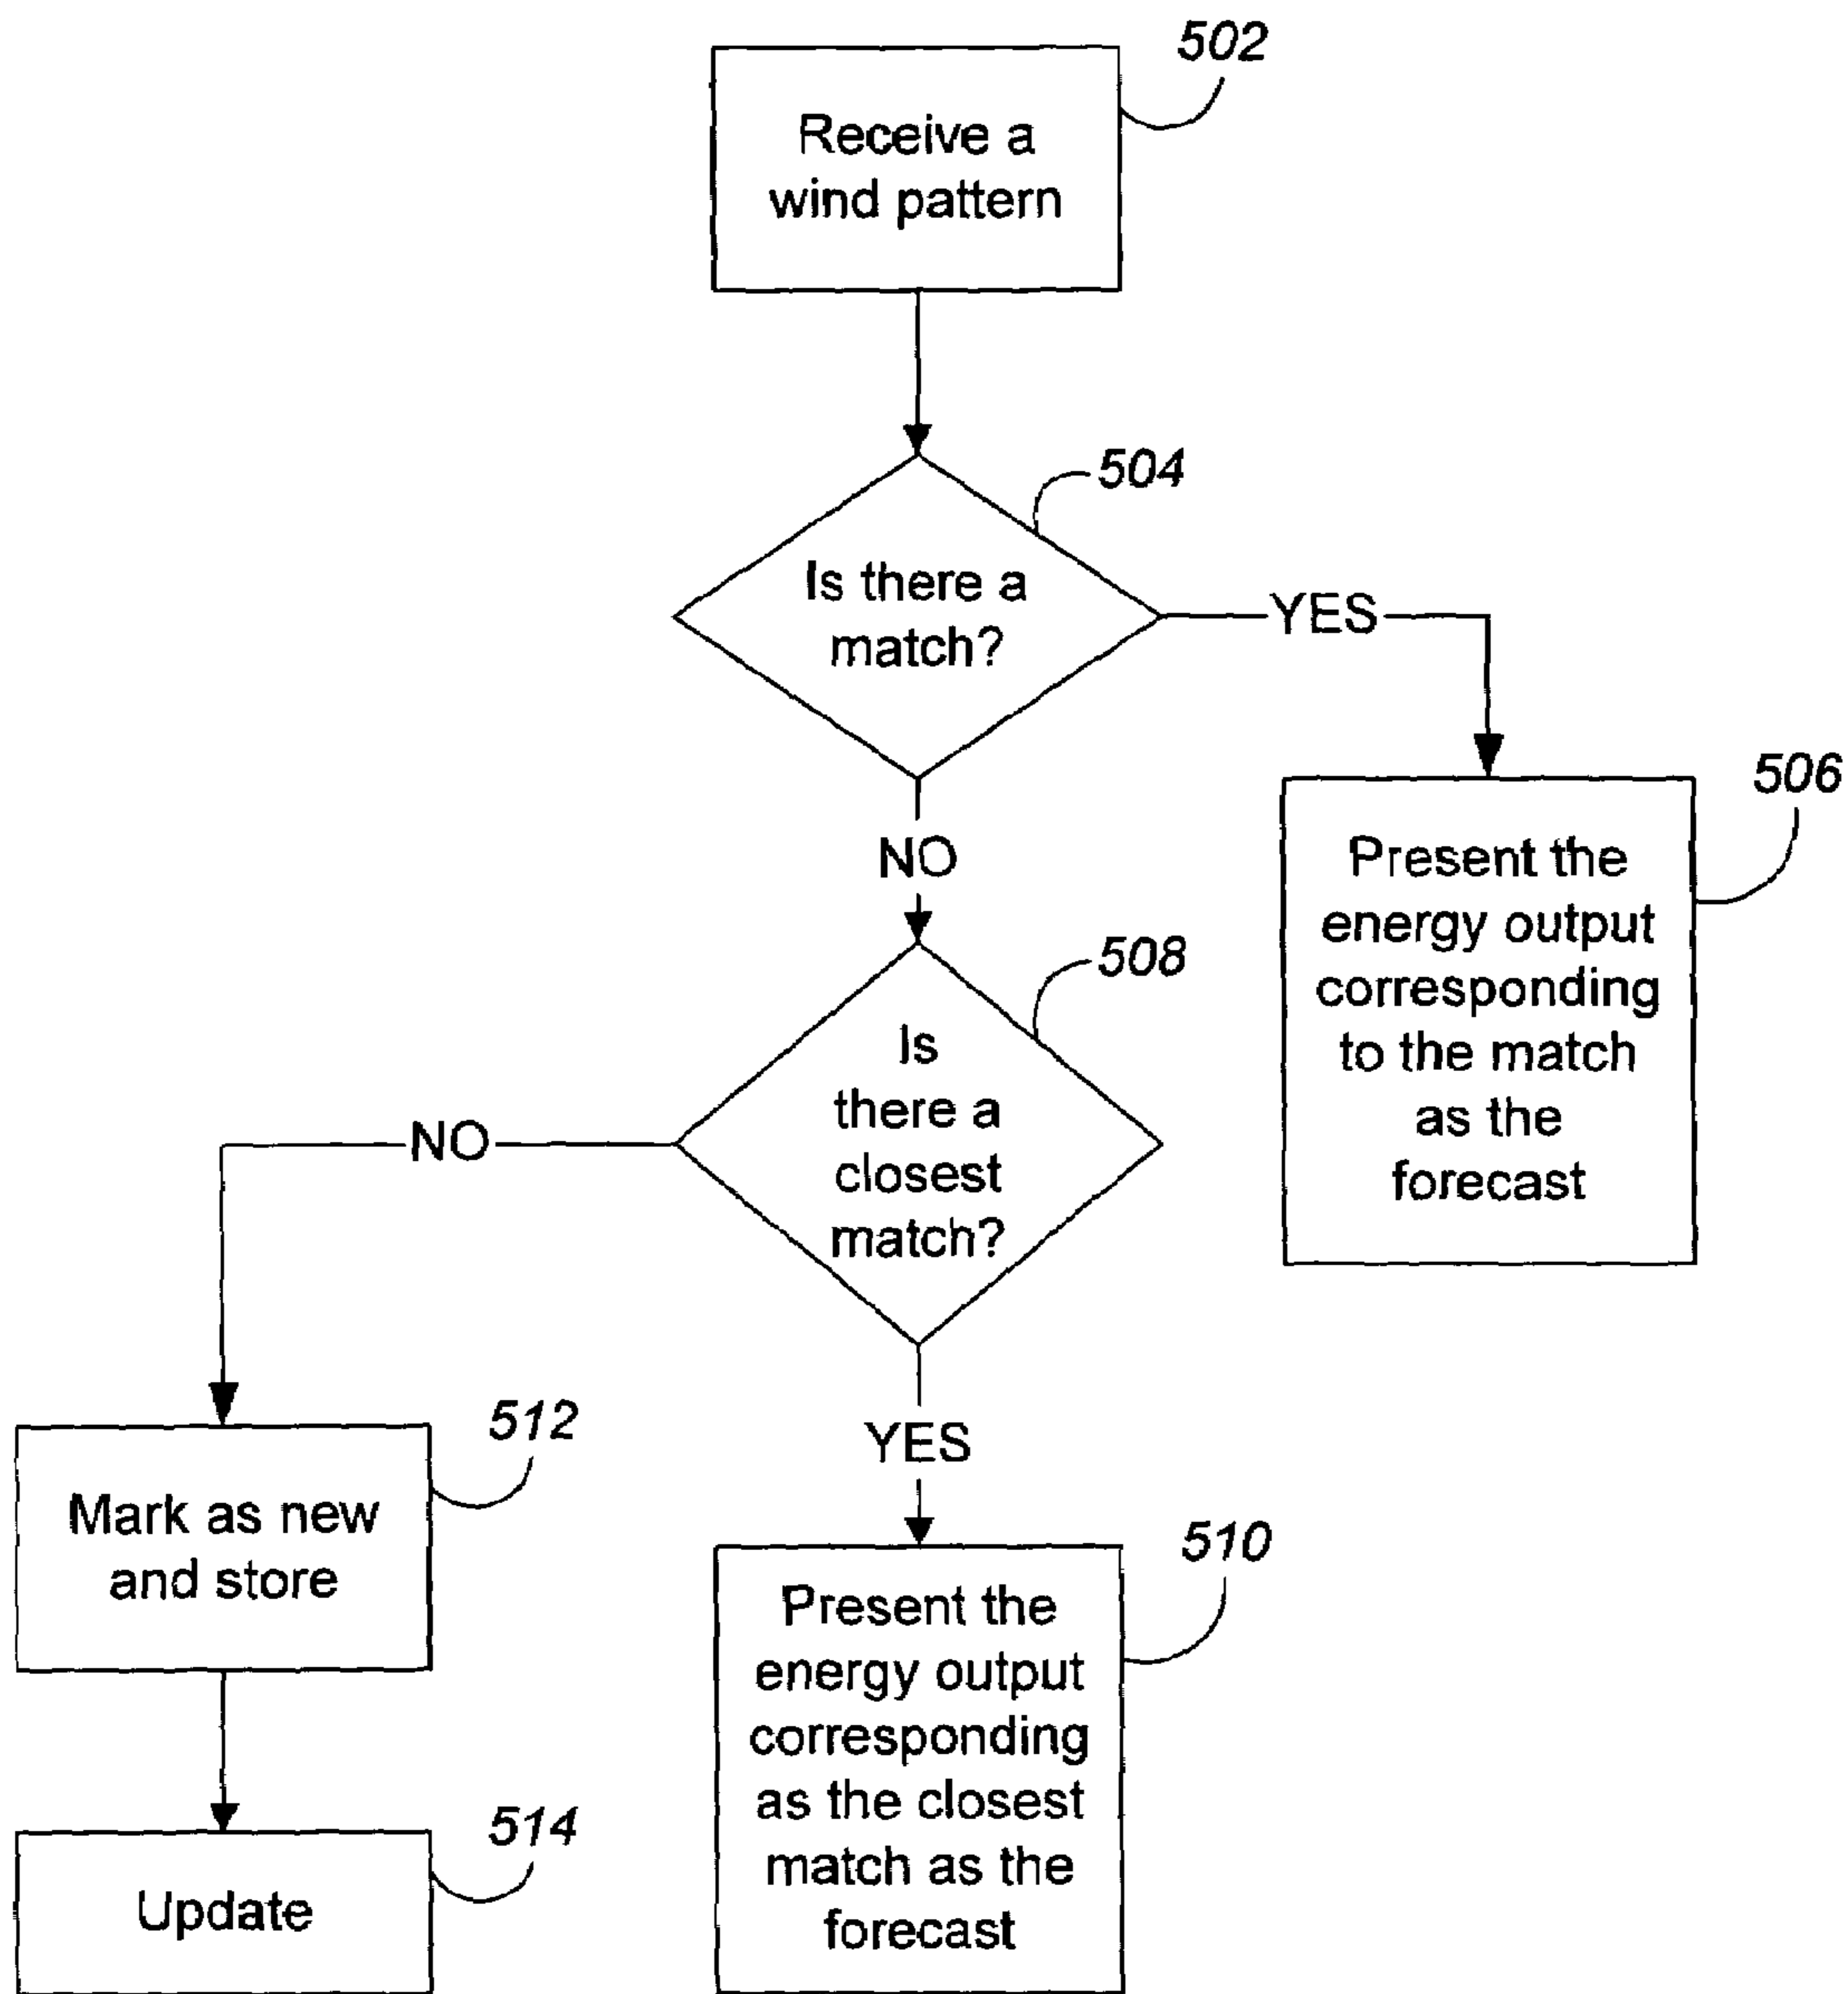 502
Receive a
wind pattern
504
Is there a
match?
YES
506
Present the
energy output
corresponding
to the match
as the
forecast
NO
508
Is
there a
closest
match?
NO
512
Mark as new
and store
YES
510
Present the
energy output
corresponding
as the closest
match as the
forecast
514
Update